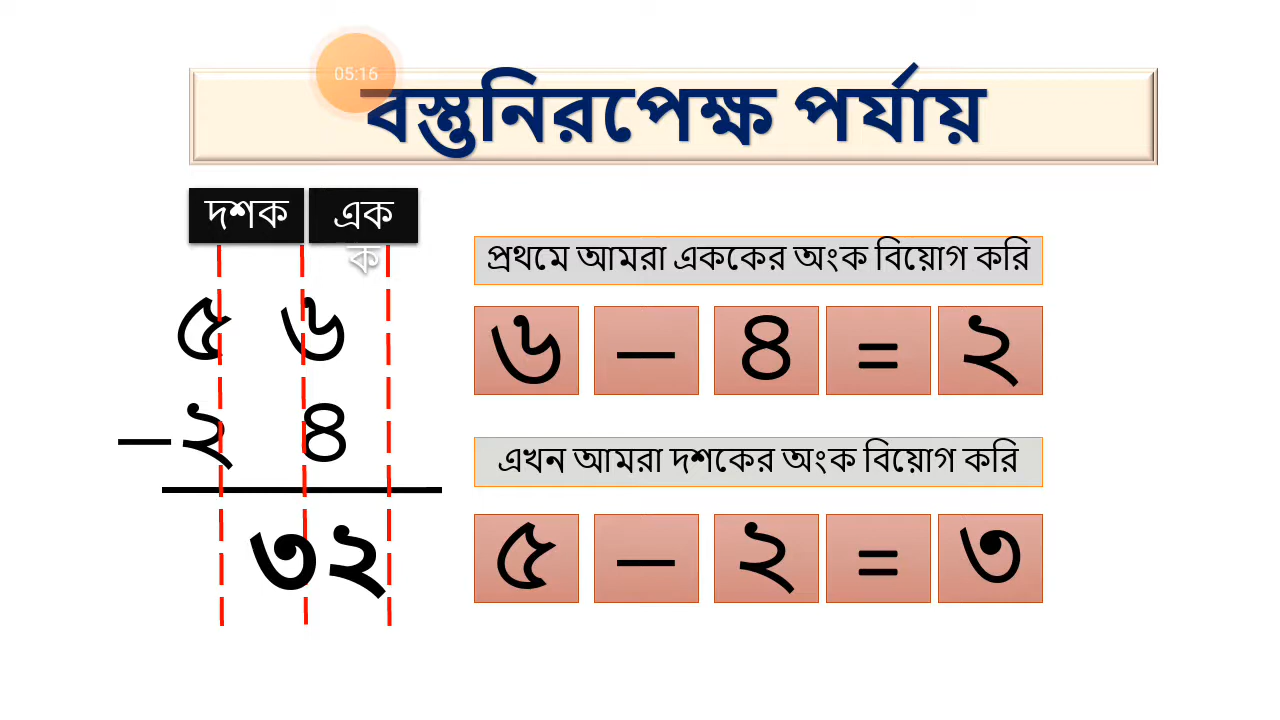 05:16
বস্তুনিরপেক্ষ পর্যায়
দশক একক
৫ ৬
−২ ৪
৩২
প্রথমে আমরা এককের অংক বিয়োগ করি
৬ − ৪ = ২
এখন আমরা দশকের অংক বিয়োগ করি
৫ − ২ = ৩